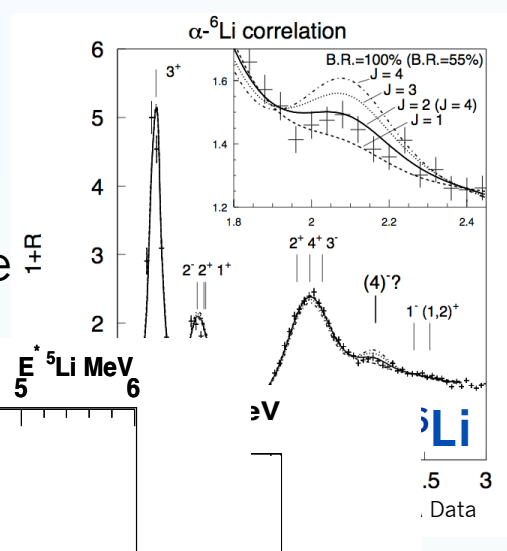 α-⁶Li correlation
6
5
4
3
2
1+R
3⁺
2⁻ 2⁺ 1⁺
2⁺ 4⁺ 3⁻
(4)⁻?
1⁻ (1,2)⁺
B.R.=100% (B.R.=55%)
J = 4
J = 3
J = 2 (J = 4)
J = 1
1.6
1.4
1.2
1.8 2 2.2 2.4
E* ⁵Li MeV
5 6
eV
Li
.5 3
Data